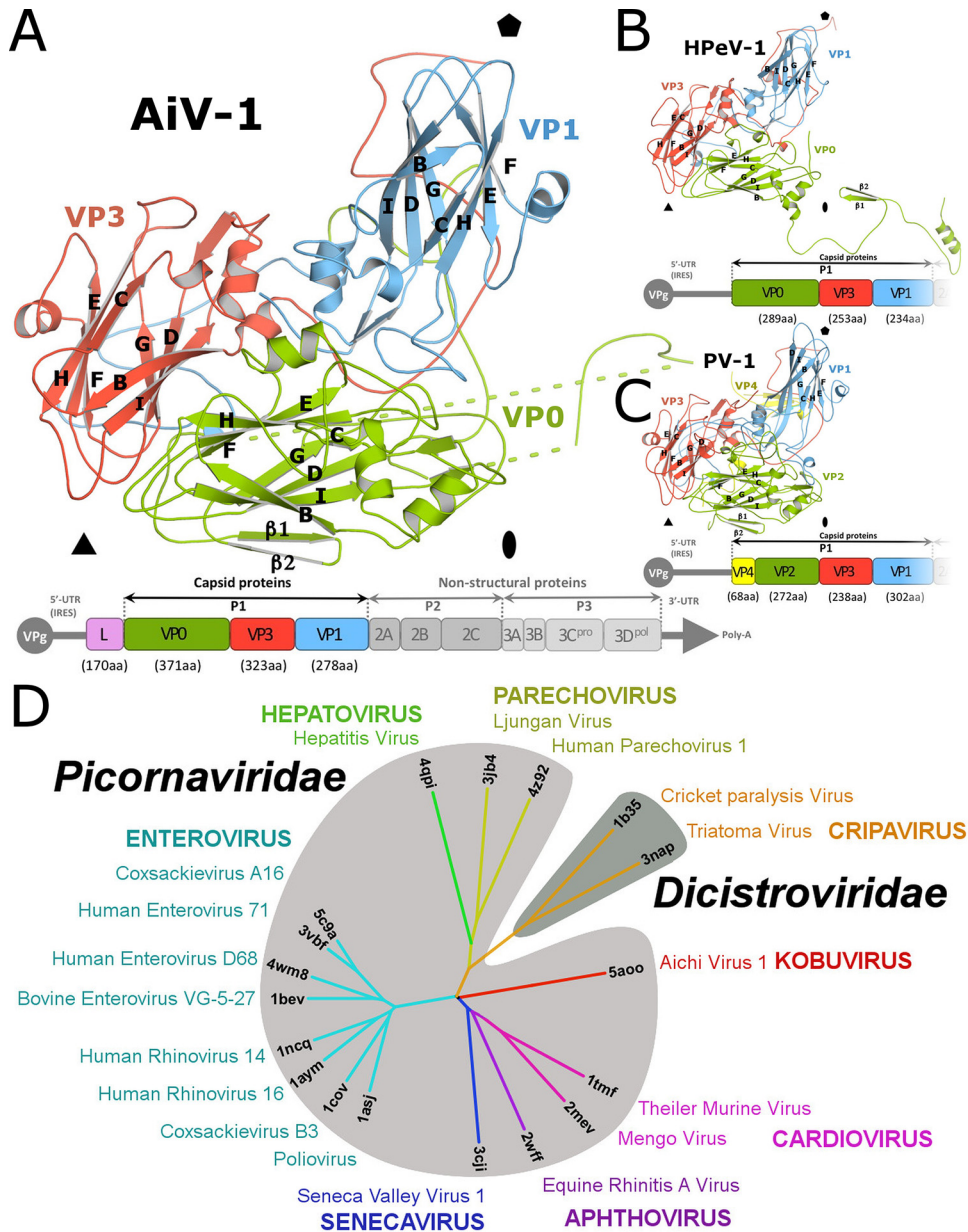 A
AiV-1
VP1
VP3
VP0
B
I
D
G
C
H
E
F
E
C
G
D
H
F
B
I
H
E
F
C
G
D
I
B
β1
β2
5'-UTR
(IRES)
Capsid proteins
P1
Non-structural proteins
P2
P3
3'-UTR
VPg
L
VP0
VP3
VP1
2A
2B
2C
3A
3B
3Cpro
3Dpol
Poly-A
(170aa)
(371aa)
(323aa)
(278aa)
B
HPeV-1
VP1
VP3
VP0
B I D G F
C H E
E C
G D
H F B I
E H C
F G D I
B
β2
β1
5'-UTR
(IRES)
Capsid proteins
P1
VPg
VP0
VP3
VP1
(289aa)
(253aa)
(234aa)
C
PV-1
VP4
VP1
VP3
VP2
D I B
G F
C H E
E C
G D
H F B I
E H C
F G D I
B
β1
β2
5'-UTR
(IRES)
Capsid proteins
P1
VPg
VP4
VP2
VP3
VP1
(68aa)
(272aa)
(238aa)
(302aa)
D
HEPATOVIRUS
Hepatitis Virus
PARECHOVIRUS
Ljungan Virus
Human Parechovirus 1
Picornaviridae
4qpi
3jb4
4z92
1b35
3nap
Cricket paralysis Virus
Triatoma Virus CRIPAVIRUS
Dicistroviridae
ENTEROVIRUS
Coxsackievirus A16
Human Enterovirus 71
Human Enterovirus D68
Bovine Enterovirus VG-5-27
Human Rhinovirus 14
Human Rhinovirus 16
Coxsackievirus B3
Poliovirus
5c9a
3vbf
4wm8
1bev
1ncq
1aym
1cov
1asj
5aoo
Aichi Virus 1 KOBUVIRUS
1tmf
2mev
2wff
3cji
Theiler Murine Virus
Mengo Virus CARDIOVIRUS
Equine Rhinitis A Virus
APHTHOVIRUS
Seneca Valley Virus 1
SENECAVIRUS